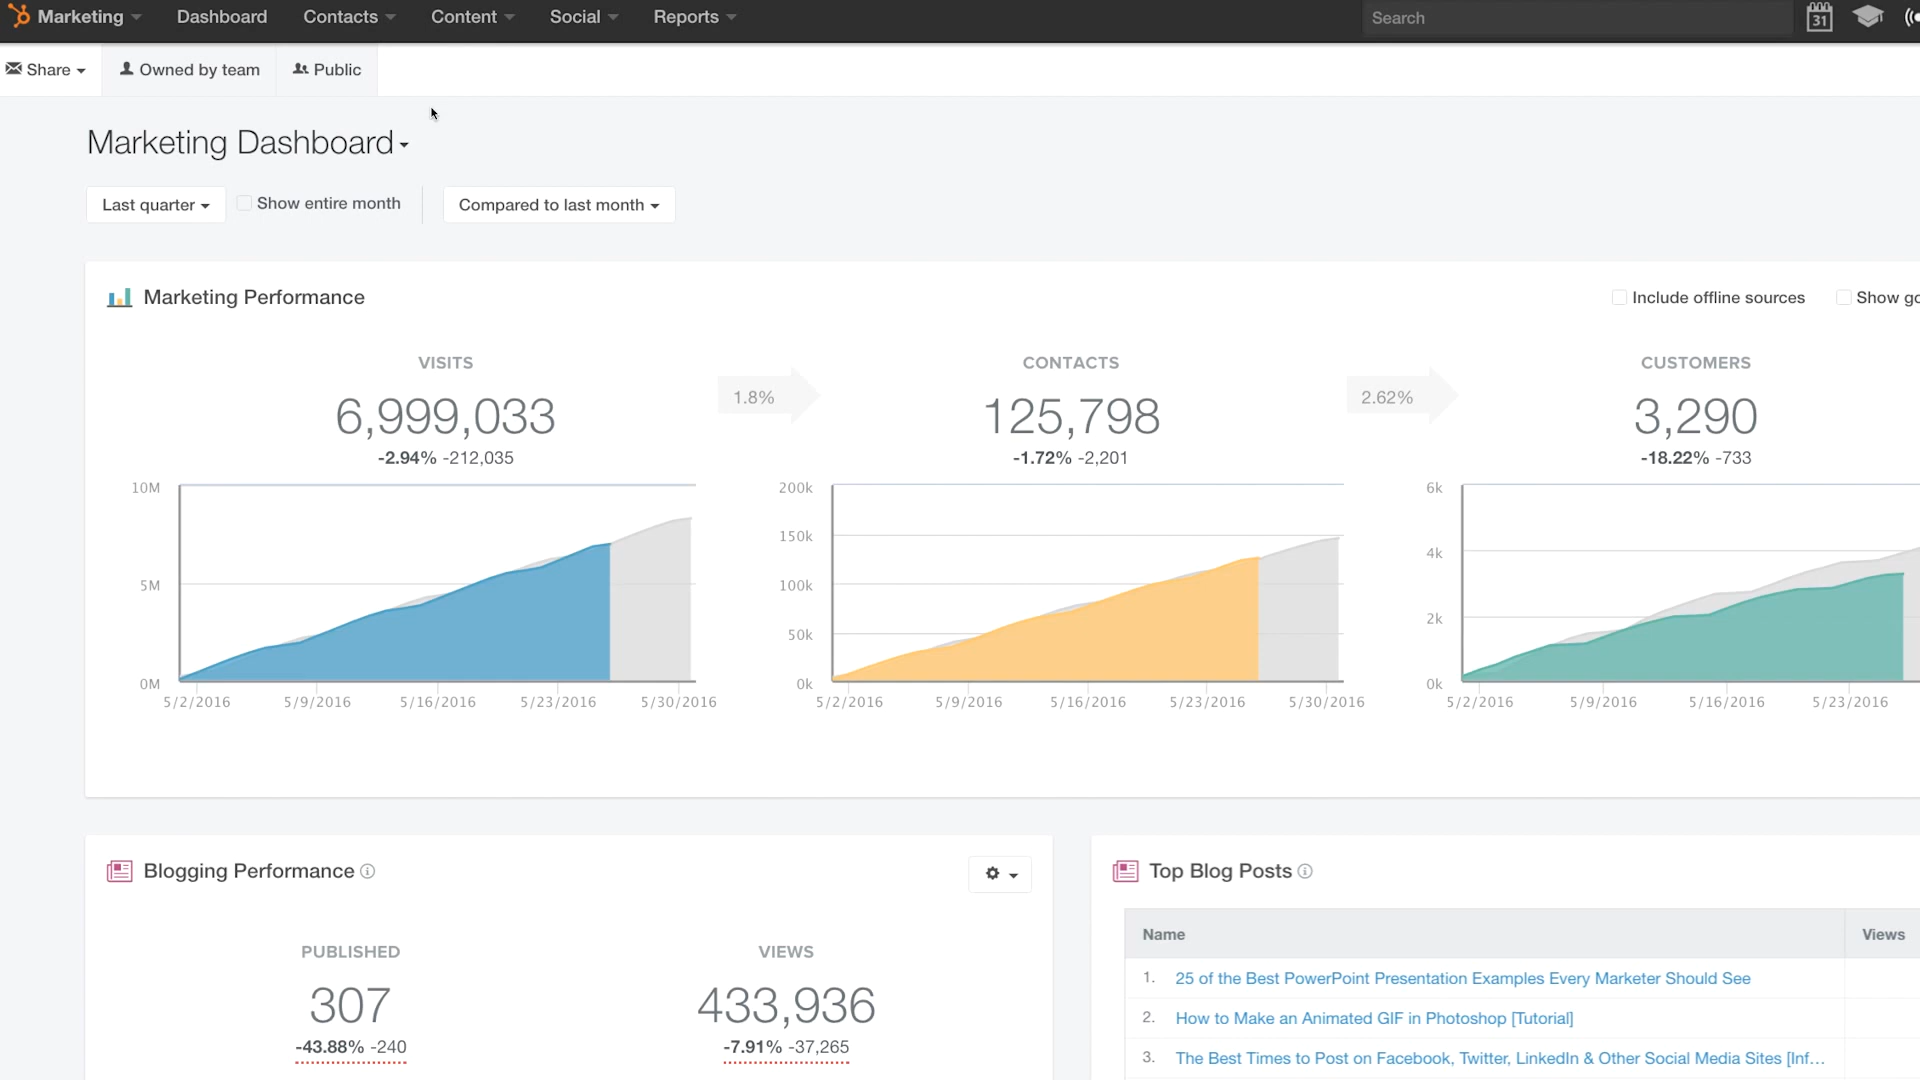 Marketing Dashboard Contacts Content Social Reports Search 31
Share Owned by team Public
Marketing Dashboard
Last quarter Show entire month Compared to last month
Marketing Performance Include offline sources Show
VISITS
6,999,033
-2.94% -212,035
10M
5M
0M
5/2/2016 5/9/2016 5/16/2016 5/23/2016 5/30/2016
1.8%
CONTACTS
125,798
-1.72% -2,201
200k
150k
100k
50k
0k
5/2/2016 5/9/2016 5/16/2016 5/23/2016 5/30/2016
2.62%
CUSTOMERS
3,290
-18.22% -733
6k
4k
2k
0k
5/2/2016 5/9/2016 5/16/2016 5/23/2016
Blogging Performance
PUBLISHED
307
-43.88% -240
VIEWS
433,936
-7.91% -37,265
Top Blog Posts
Name Views
1. 25 of the Best PowerPoint Presentation Examples Every Marketer Should See
2. How to Make an Animated GIF in Photoshop [Tutorial]
3. The Best Times to Post on Facebook, Twitter, LinkedIn & Other Social Media Sites [Inf...